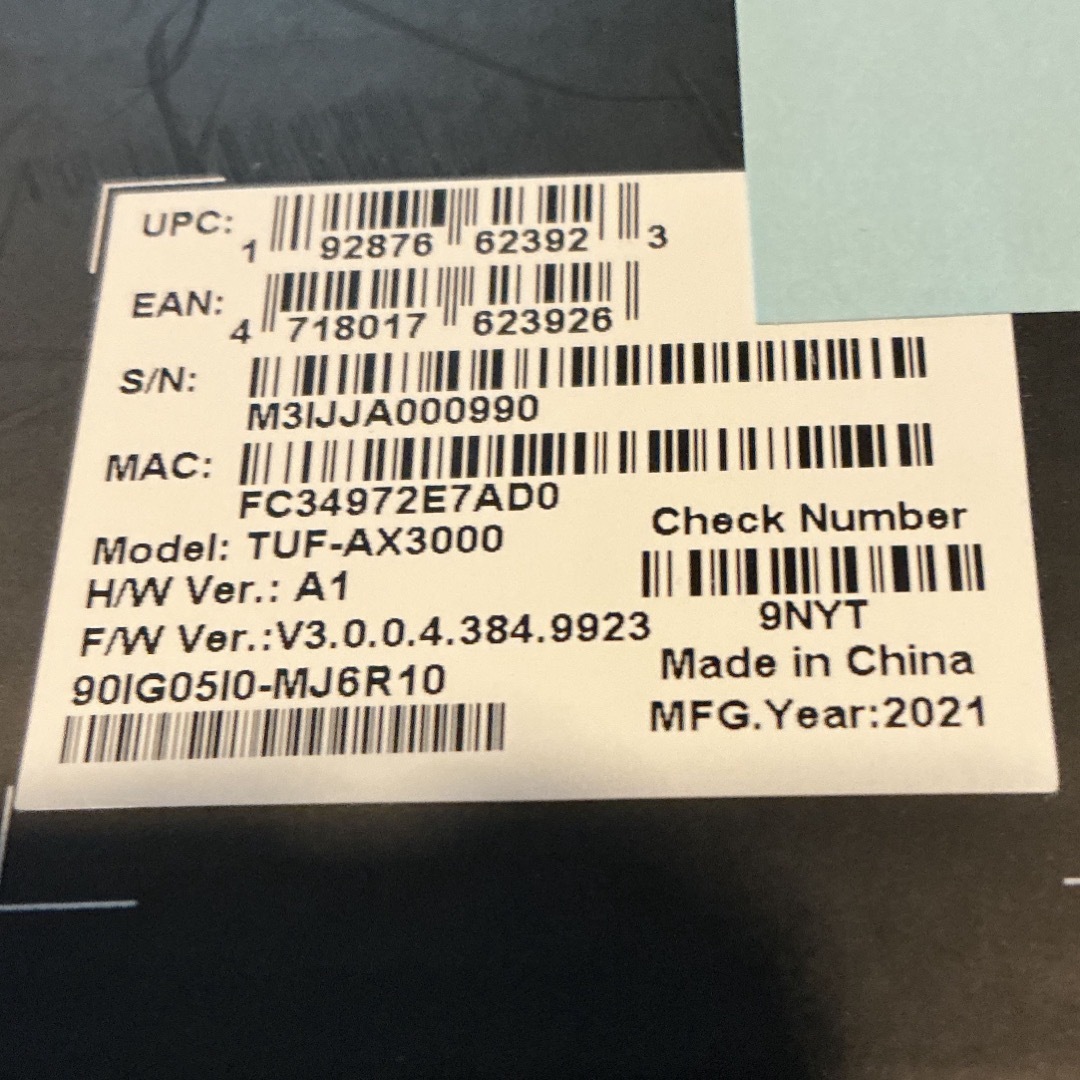 UPC: 1 92876 62392 3
EAN: 4 718017 623926
S/N:
M3IJJA000990
MAC:
FC34972E7AD0
Model: TUF-AX3000
H/W Ver.: A1
F/W Ver.:V3.0.0.4.384.9923
90IG05I0-MJ6R10
Check Number
9NYT
Made in China
MFG.Year:2021